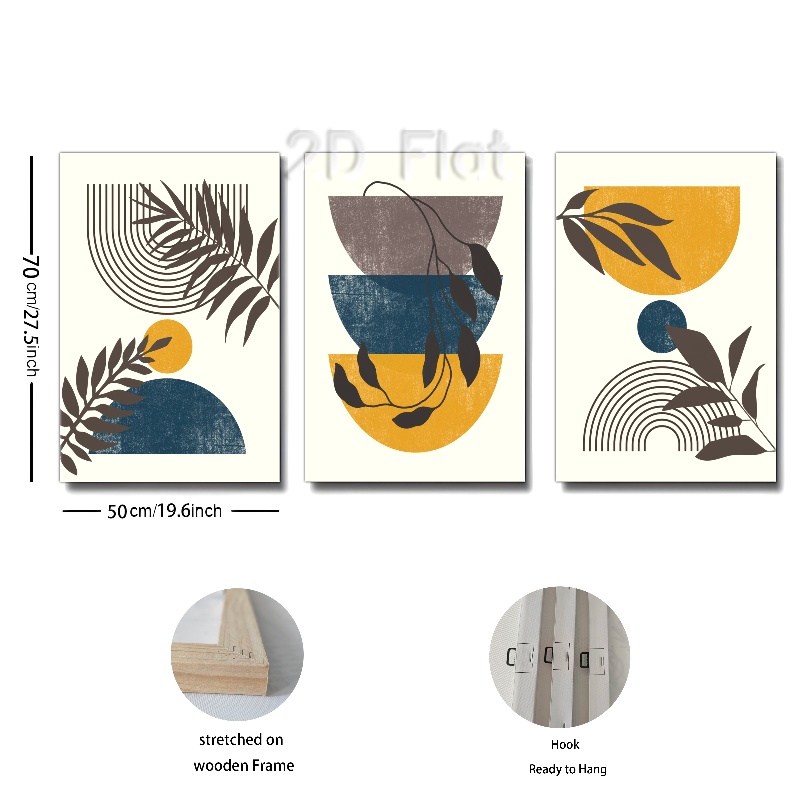 2D Flat
70 cm/27.5inch
50 cm/19.6inch
stretched on
wooden Frame
Hook
Ready to Hang